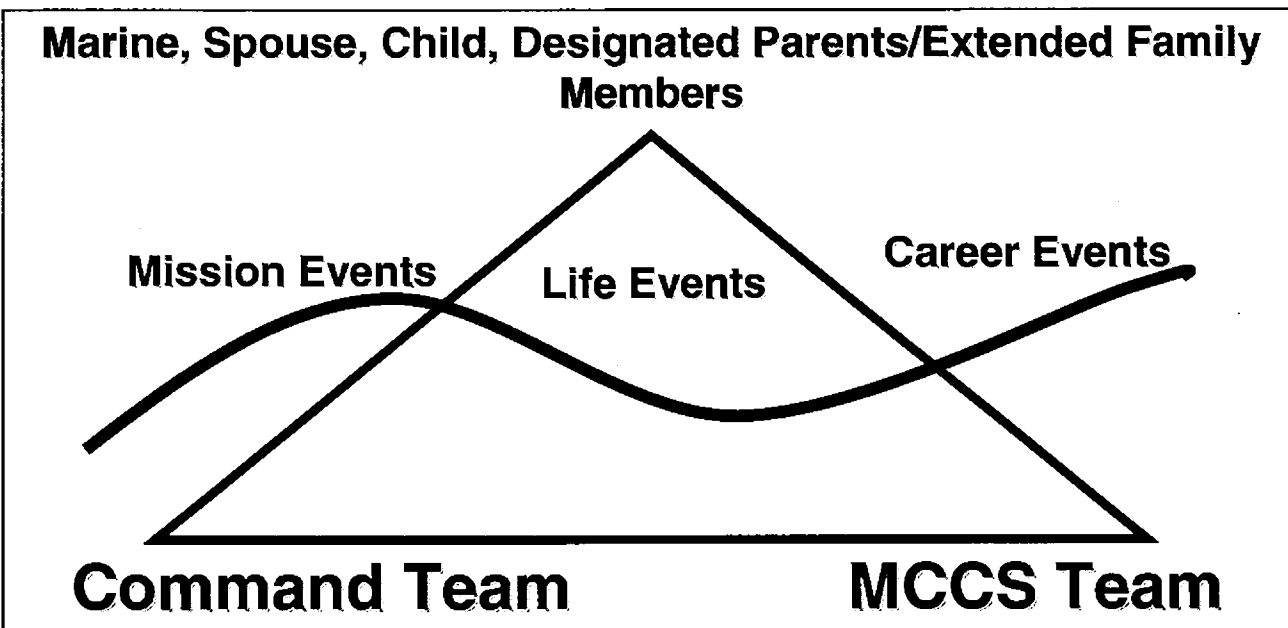 Marine, Spouse, Child, Designated Parents/Extended Family
Members
Mission Events
Life Events
Career Events
Command Team
MCCS Team